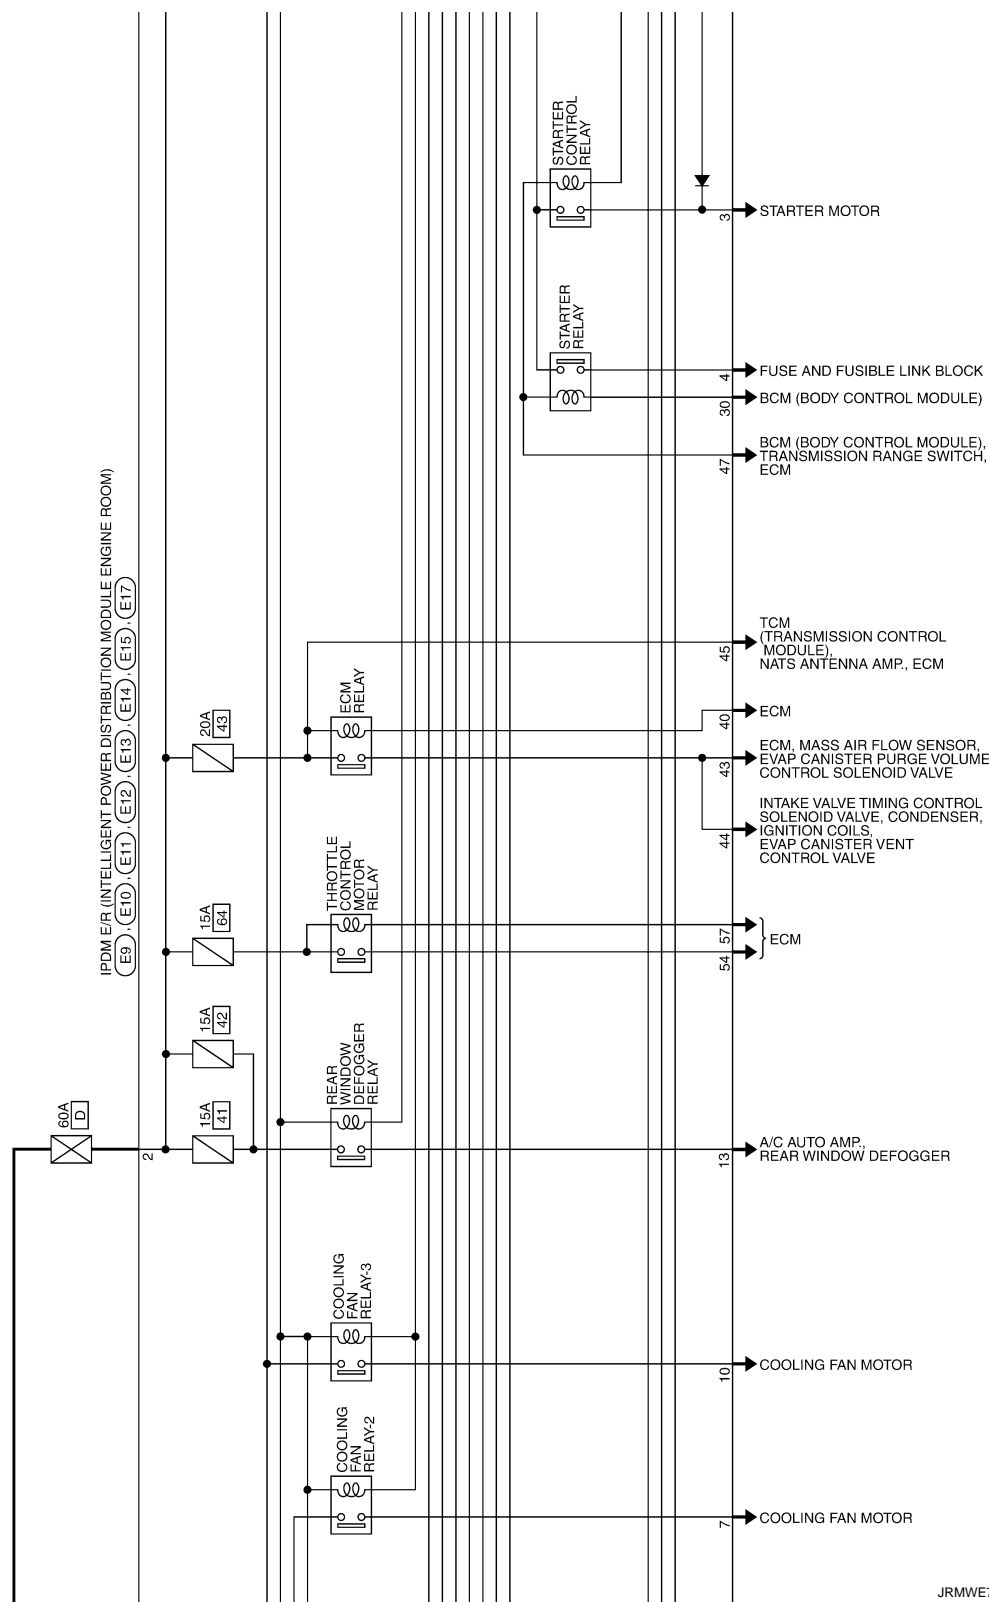 STARTER
CONTROL
RELAY
3
STARTER MOTOR
STARTER
RELAY
4
FUSE AND FUSIBLE LINK BLOCK
30
BCM (BODY CONTROL MODULE)
47
BCM (BODY CONTROL MODULE),
TRANSMISSION RANGE SWITCH,
ECM
IPDM E/R (INTELLIGENT POWER DISTRIBUTION MODULE ENGINE ROOM)
E9 , E10 , E11 , E12 , E13 , E14 , E15 , E17
45
TCM
(TRANSMISSION CONTROL
MODULE),
NATS ANTENNA AMP., ECM
20A
43
ECM
RELAY
40
ECM
43
ECM, MASS AIR FLOW SENSOR,
EVAP CANISTER PURGE VOLUME
CONTROL SOLENOID VALVE
44
INTAKE VALVE TIMING CONTROL
SOLENOID VALVE, CONDENSER,
IGNITION COILS,
EVAP CANISTER VENT
CONTROL VALVE
15A
64
THROTTLE
CONTROL
MOTOR
RELAY
57
54
ECM
15A
42
60A
D
2
15A
41
REAR
WINDOW
DEFOGGER
RELAY
13
A/C AUTO AMP.,
REAR WINDOW DEFOGGER
COOLING
FAN
RELAY-3
10
COOLING FAN MOTOR
COOLING
FAN
RELAY-2
7
COOLING FAN MOTOR